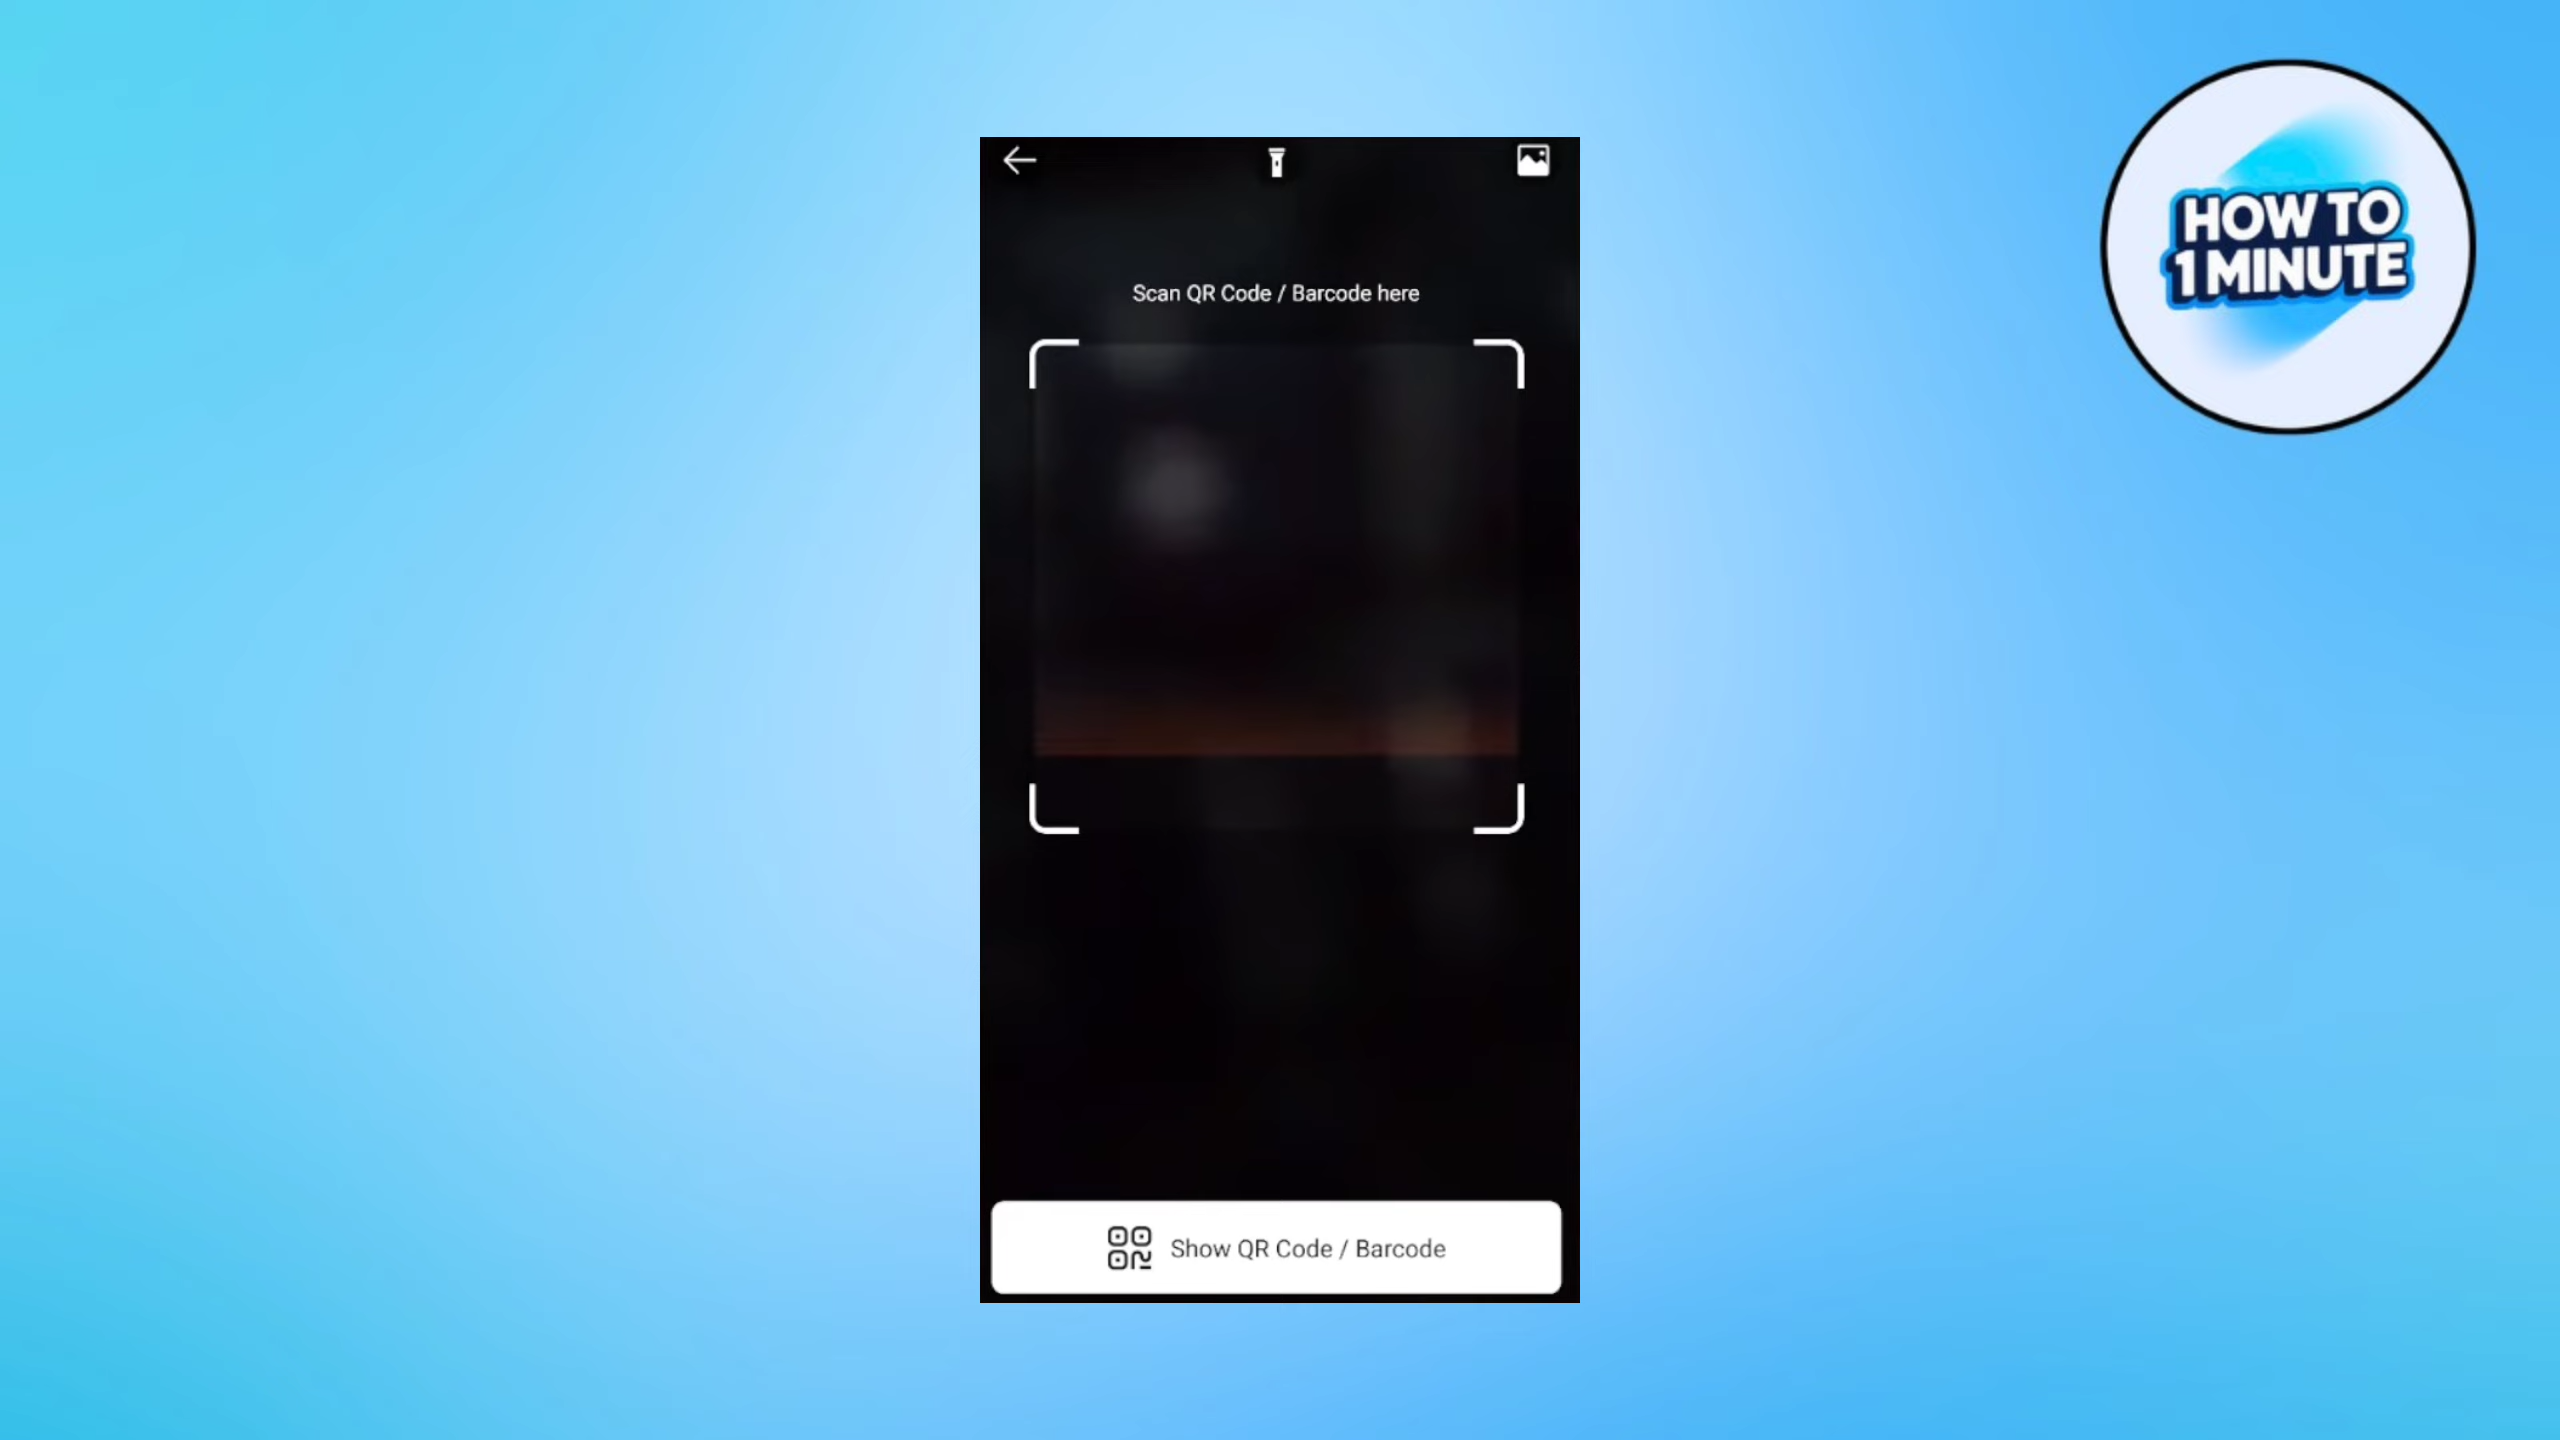 HOW TO
1 MINUTE
Scan QR Code / Barcode here
Show QR Code / Barcode